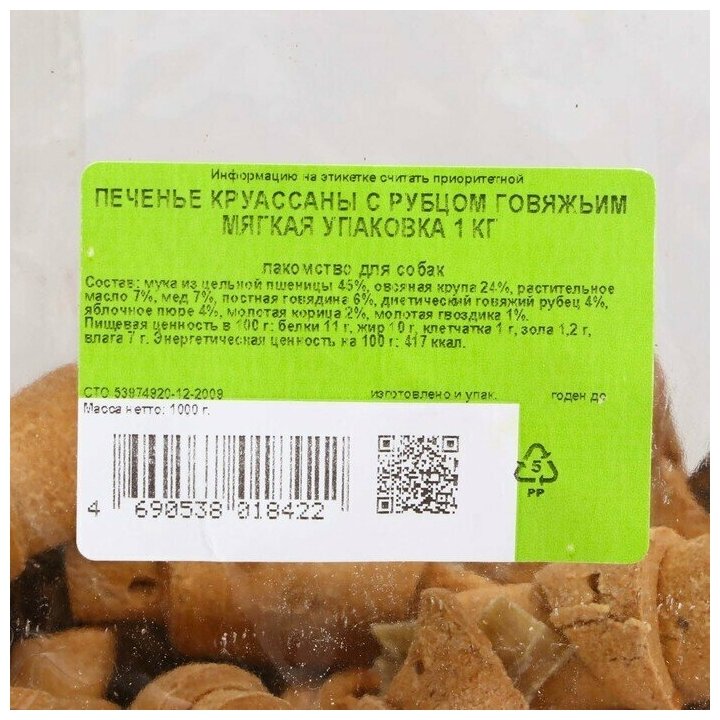 Информацию на этикетке считать приоритетной
ПЕЧЕНЬЕ КРУАССАНЫ С РУБЦОМ ГОВЯЖЬИМ
МЯГКАЯ УПАКОВКА 1 КГ
лакомство для собак
Состав: мука из цельной пшеницы 45%, овсяная крупа 24%, растительное
масло 7%, мед 7%, постная говядина 6%, диетический говяжий рубец 4%,
яблочное пюре 4%, молотая корица 2%, молотая гвоздика 1%.
Пищевая ценность в 100 г: белки 11 г, жир 10 г, клетчатка 1 г, зола 1,2 г,
влага 7 г. Энергетическая ценность на 100 г: 417 ккал.
СТО 53974920-12-2009 изготовлено и упак. годен до
Масса нетто: 1000 г.
4 690538 018422
5
PP